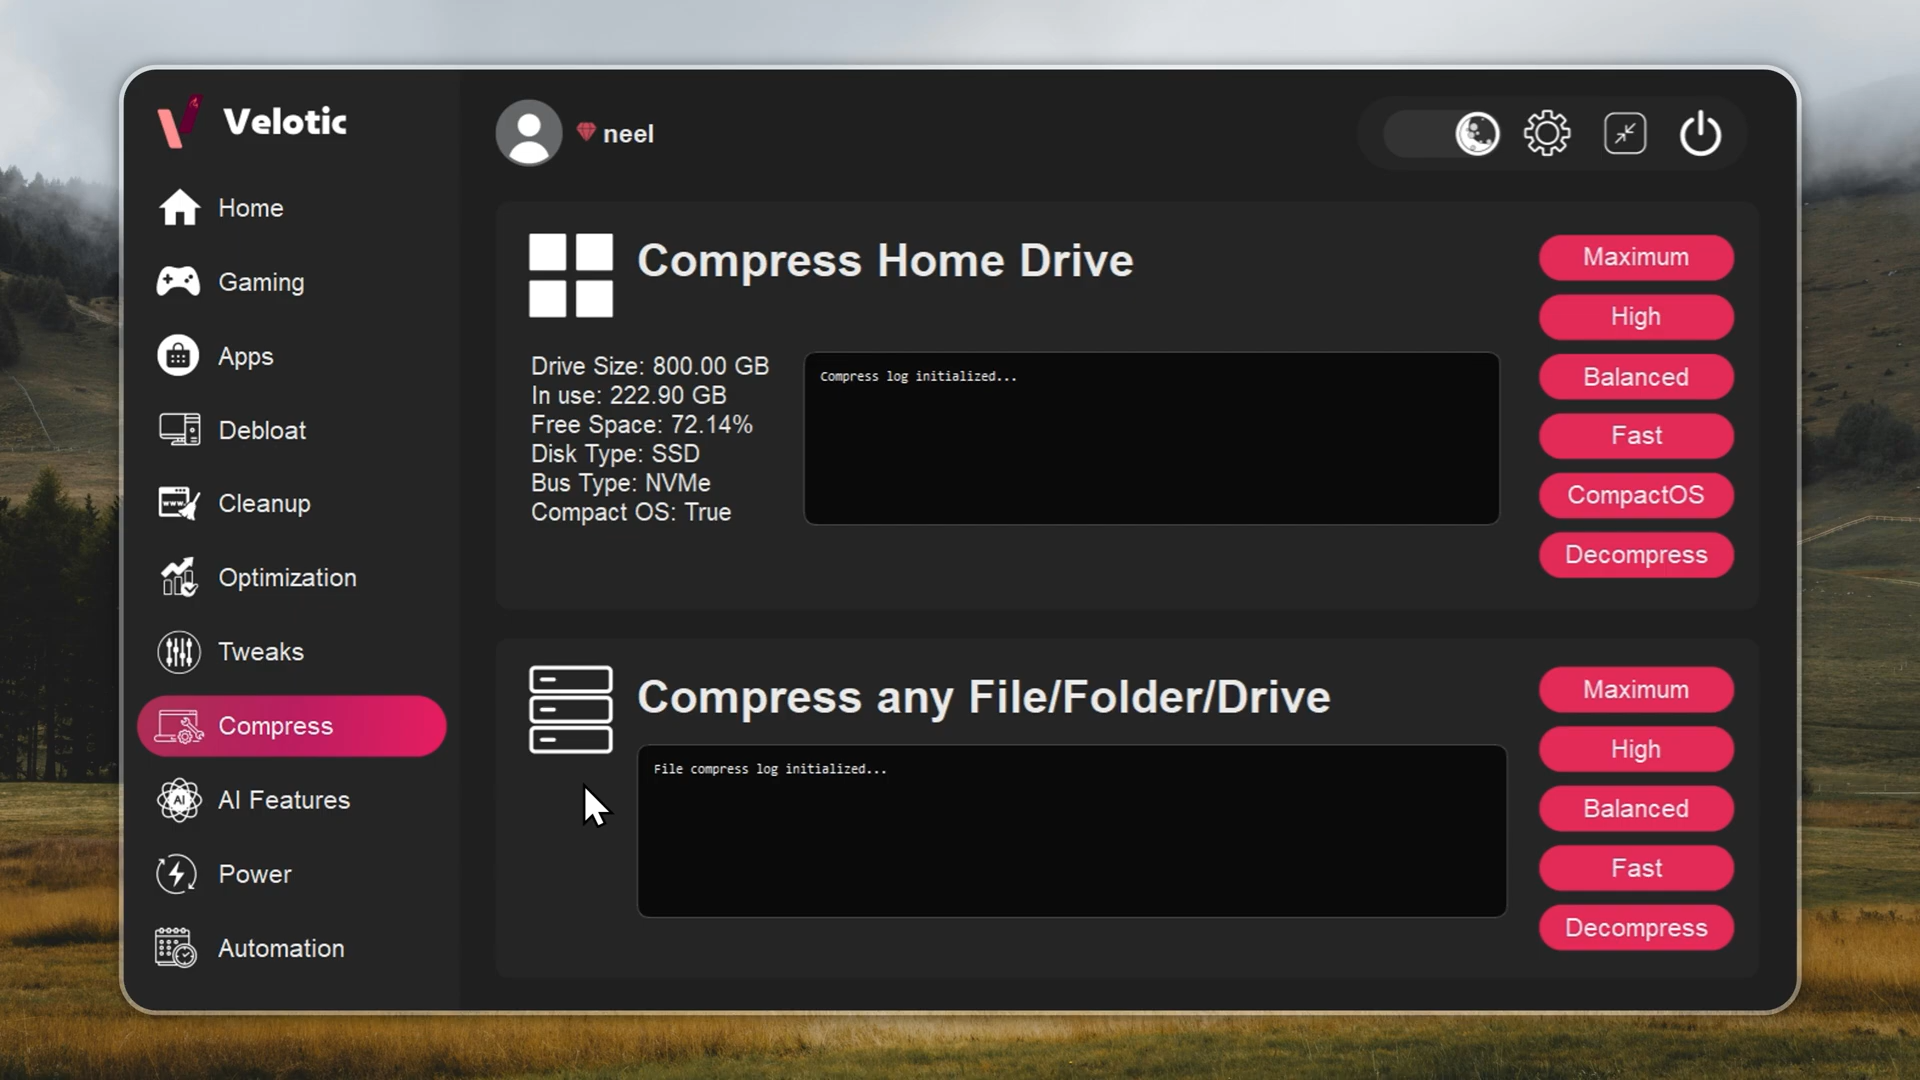 Velotic
neel
Home
Gaming
Apps
Debloat
Cleanup
Optimization
Tweaks
Compress
AI Features
Power
Automation
Compress Home Drive
Drive Size: 800.00 GB
In use: 222.90 GB
Free Space: 72.14%
Disk Type: SSD
Bus Type: NVMe
Compact OS: True
Compress log initialized...
Maximum
High
Balanced
Fast
CompactOS
Decompress
Compress any File/Folder/Drive
File compress log initialized...
Maximum
High
Balanced
Fast
Decompress